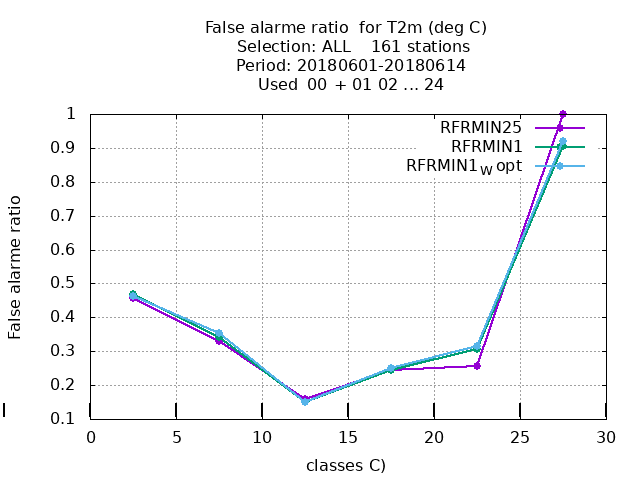 False alarme ratio  for T2m (deg C)
Selection: ALL    161 stations
Period: 20180601-20180614
Used  00 + 01 02 ... 24
RFRMIN25
RFRMIN1
RFRMIN1W opt
1
0.9
0.8
0.7
0.6
0.5
0.4
0.3
0.2
0.1
False alarme ratio
0 5 10 15 20 25 30
classes C)